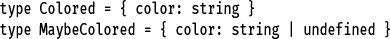 type Colored = { color: string }
type MaybeColored = { color: string | undefined }